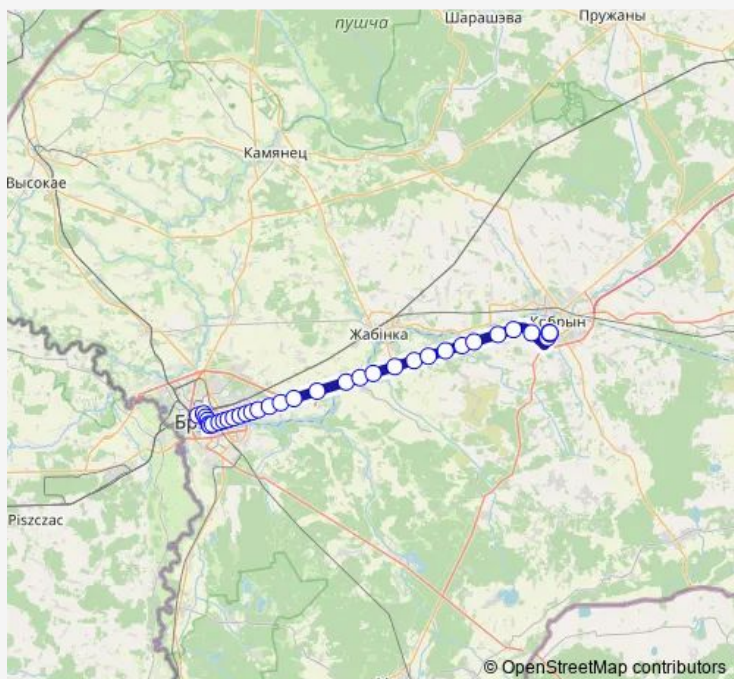 пушча
Шарашэва
Пружаны
Камянец
Высокае
Жабінка
Кобрын
Piszczac
© OpenStreetMap contributors